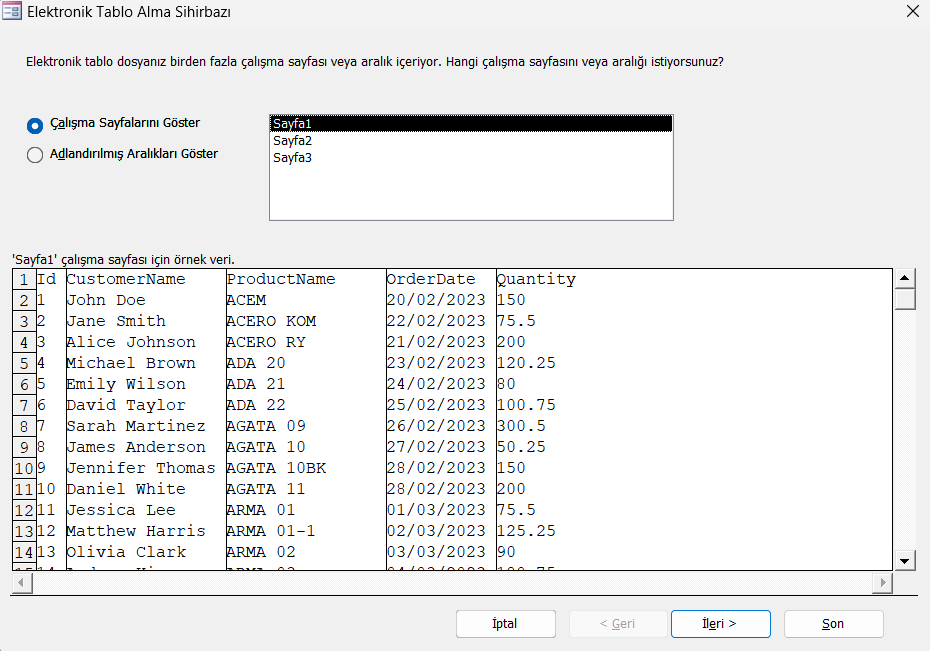 Elektronik Tablo Alma Sihirbazı
Elektronik tablo dosyanız birden fazla çalışma sayfası veya aralık içeriyor. Hangi çalışma sayfasını veya aralığı istiyorsunuz?
Çalışma Sayfalarını Göster
Adlandırılmış Aralıkları Göster
Sayfa1
Sayfa2
Sayfa3
'Sayfa1' çalışma sayfası için örnek veri.
1 Id CustomerName ProductName OrderDate Quantity
2 1 John Doe ACEM 20/02/2023 150
3 2 Jane Smith ACERO KOM 22/02/2023 75.5
4 3 Alice Johnson ACERO RY 21/02/2023 200
5 4 Michael Brown ADA 20 23/02/2023 120.25
6 5 Emily Wilson ADA 21 24/02/2023 80
7 6 David Taylor ADA 22 25/02/2023 100.75
8 7 Sarah Martinez AGATA 09 26/02/2023 300.5
9 8 James Anderson AGATA 10 27/02/2023 50.25
10 9 Jennifer Thomas AGATA 10BK 28/02/2023 150
11 10 Daniel White AGATA 11 28/02/2023 200
12 11 Jessica Lee ARMA 01 01/03/2023 75.5
13 12 Matthew Harris ARMA 01-1 02/03/2023 125.25
14 13 Olivia Clark ARMA 02 03/03/2023 90
İptal
< Geri
İleri >
Son